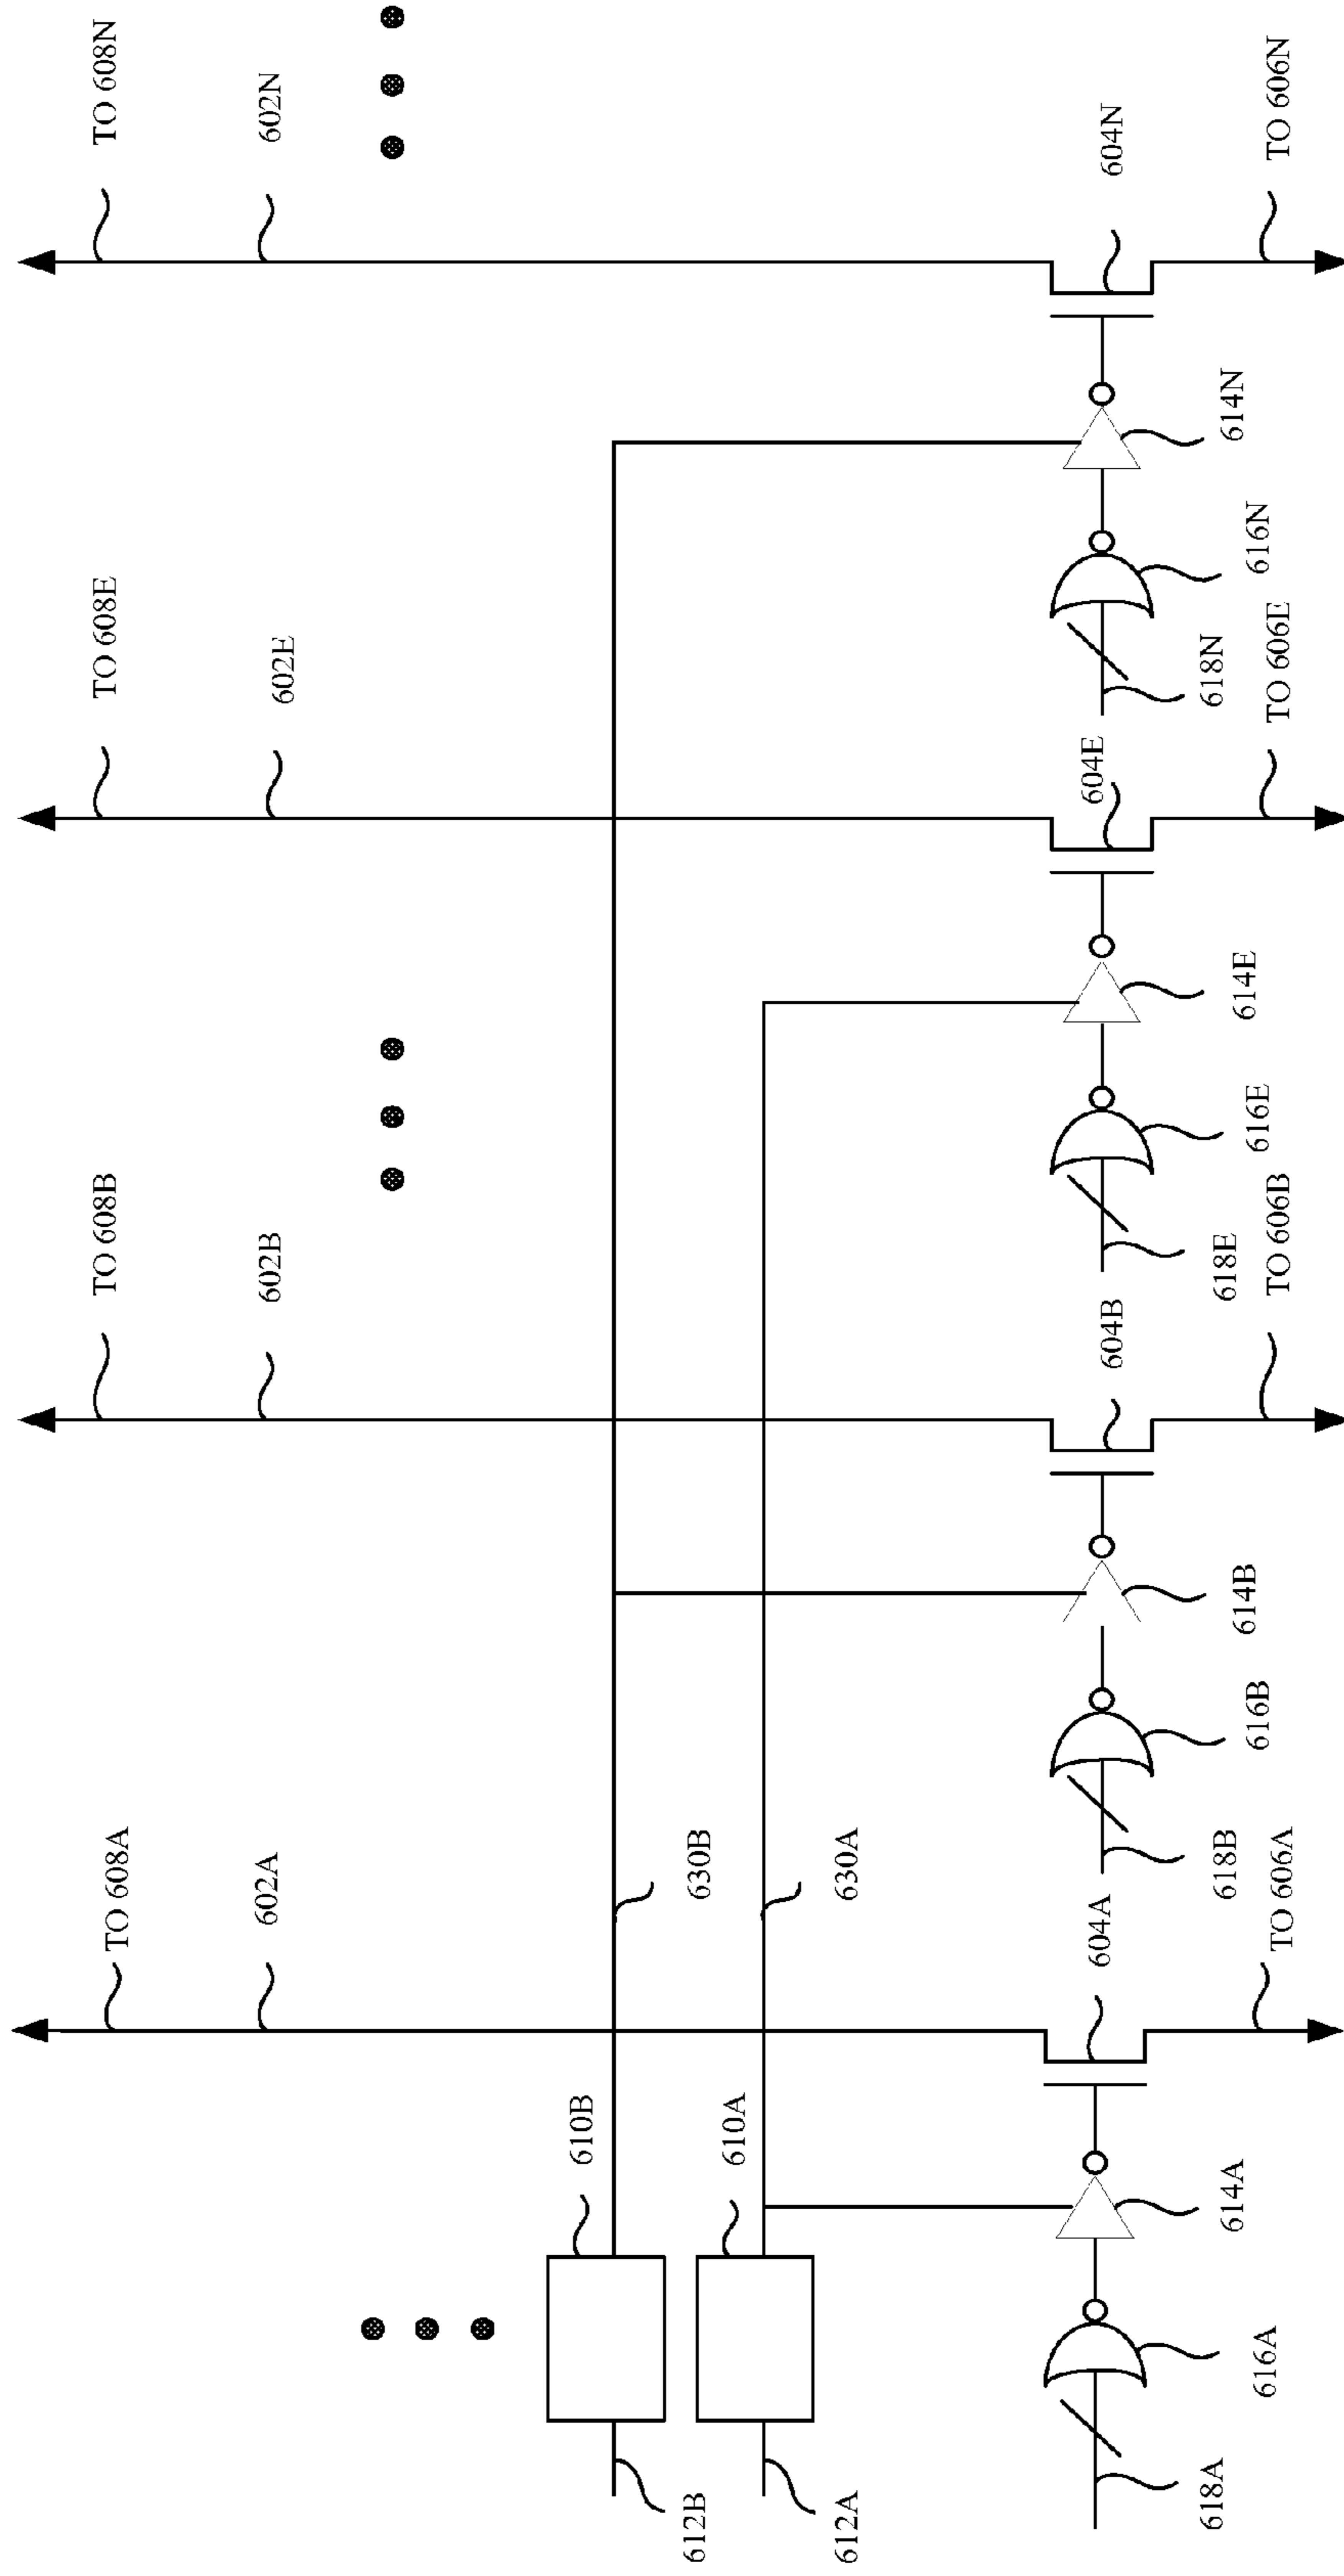 TO 608A
TO 608B
TO 608E
TO 608N
602A
602B
602E
602N
610B
630B
612B
610A
630A
612A
604A
604B
604E
604N
614A
614B
614E
614N
616A
616B
616E
616N
618A
618B
618E
618N
TO 606A
TO 606B
TO 606E
TO 606N